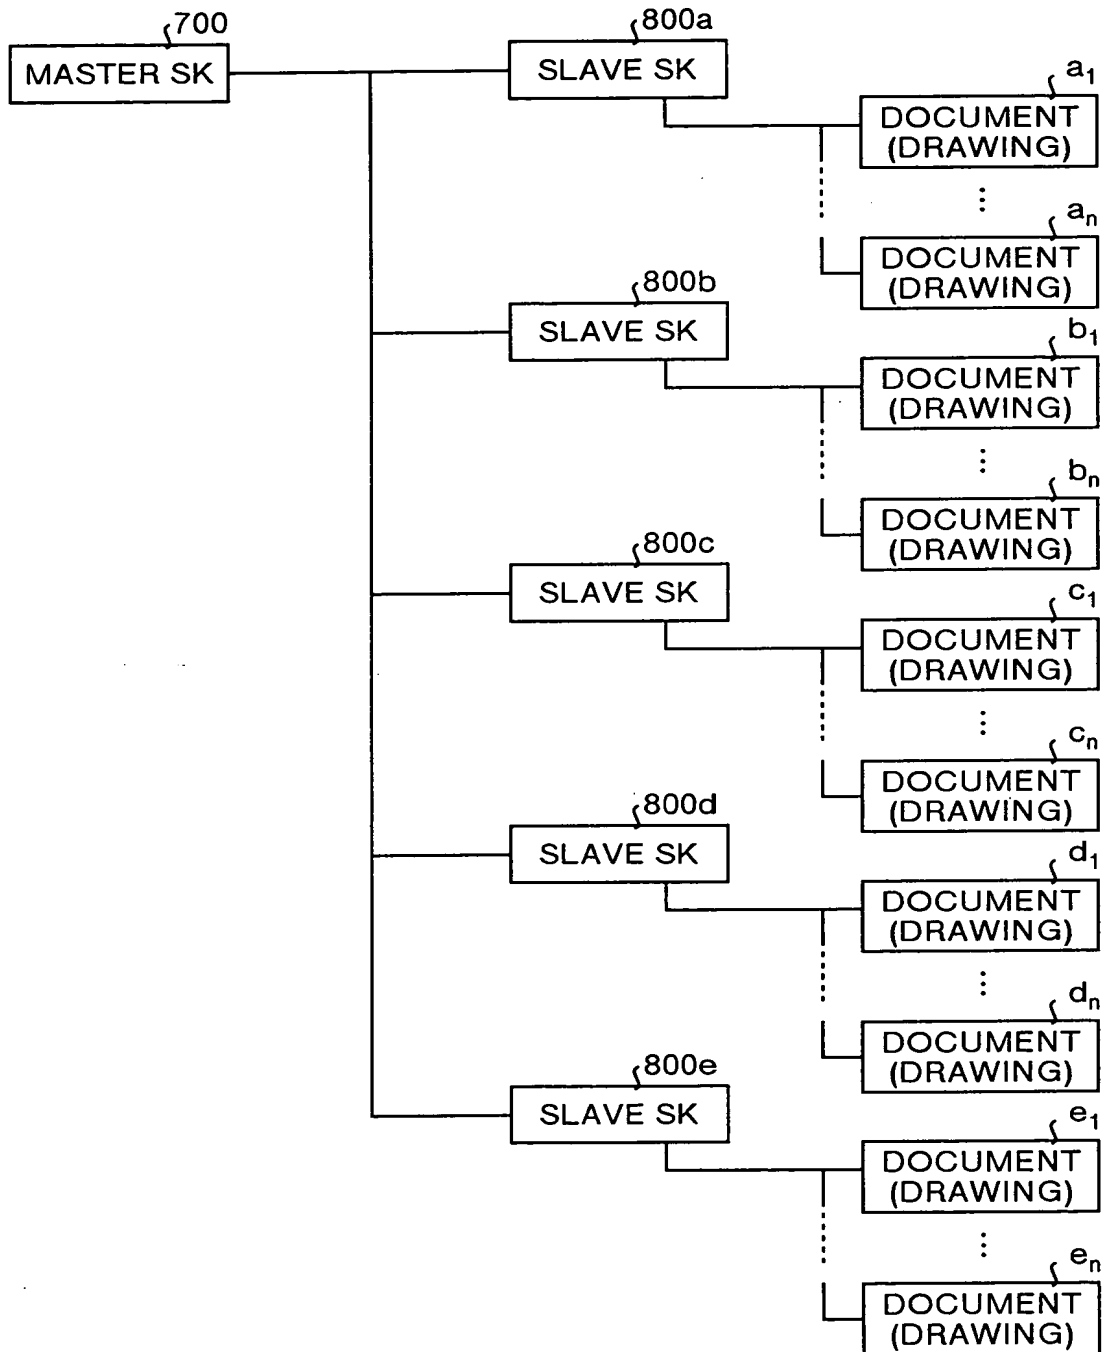 700
MASTER SK
800a
SLAVE SK
a1
DOCUMENT
(DRAWING)
an
DOCUMENT
(DRAWING)
800b
SLAVE SK
b1
DOCUMENT
(DRAWING)
bn
DOCUMENT
(DRAWING)
800c
SLAVE SK
c1
DOCUMENT
(DRAWING)
cn
DOCUMENT
(DRAWING)
800d
SLAVE SK
d1
DOCUMENT
(DRAWING)
dn
DOCUMENT
(DRAWING)
800e
SLAVE SK
e1
DOCUMENT
(DRAWING)
en
DOCUMENT
(DRAWING)